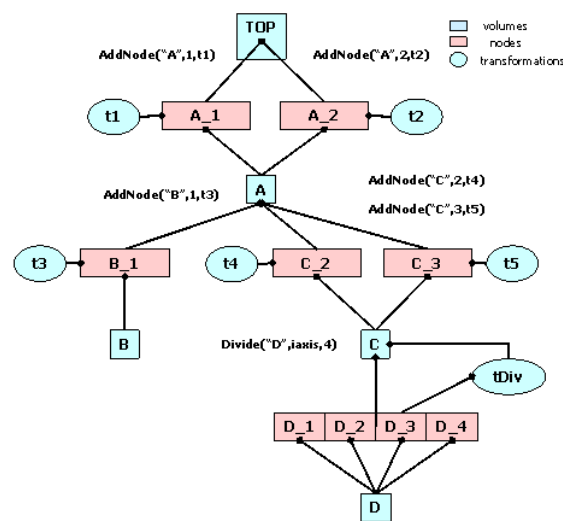 TOP
volumes
nodes
transformations
AddNode("A",1,t1)
AddNode("A",2,t2)
t1
A_1
A_2
t2
A
AddNode("B",1,t3)
AddNode("C",2,t4)
AddNode("C",3,t5)
t3
B_1
t4
C_2
C_3
t5
B
Divide("D",iaxis,4)
C
tDiv
D_1 D_2 D_3 D_4
D